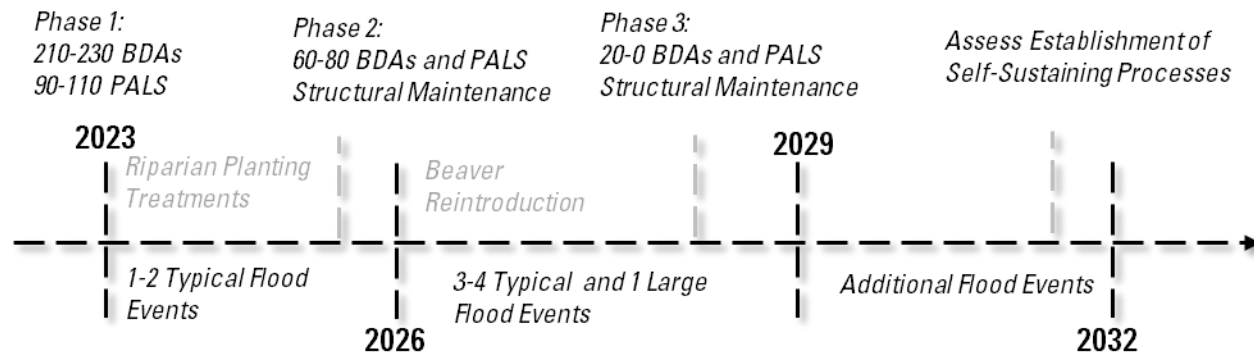 Phase 1:
210-230 BDAs
90-110 PALS
Phase 2:
60-80 BDAs and PALS
Structural Maintenance
Phase 3:
20-0 BDAs and PALS
Structural Maintenance
Assess Establishment of
Self-Sustaining Processes
2023
2029
Riparian Planting
Treatments
Beaver
Reintroduction
1-2 Typical Flood
Events
3-4 Typical and 1 Large
Flood Events
Additional Flood Events
2026
2032